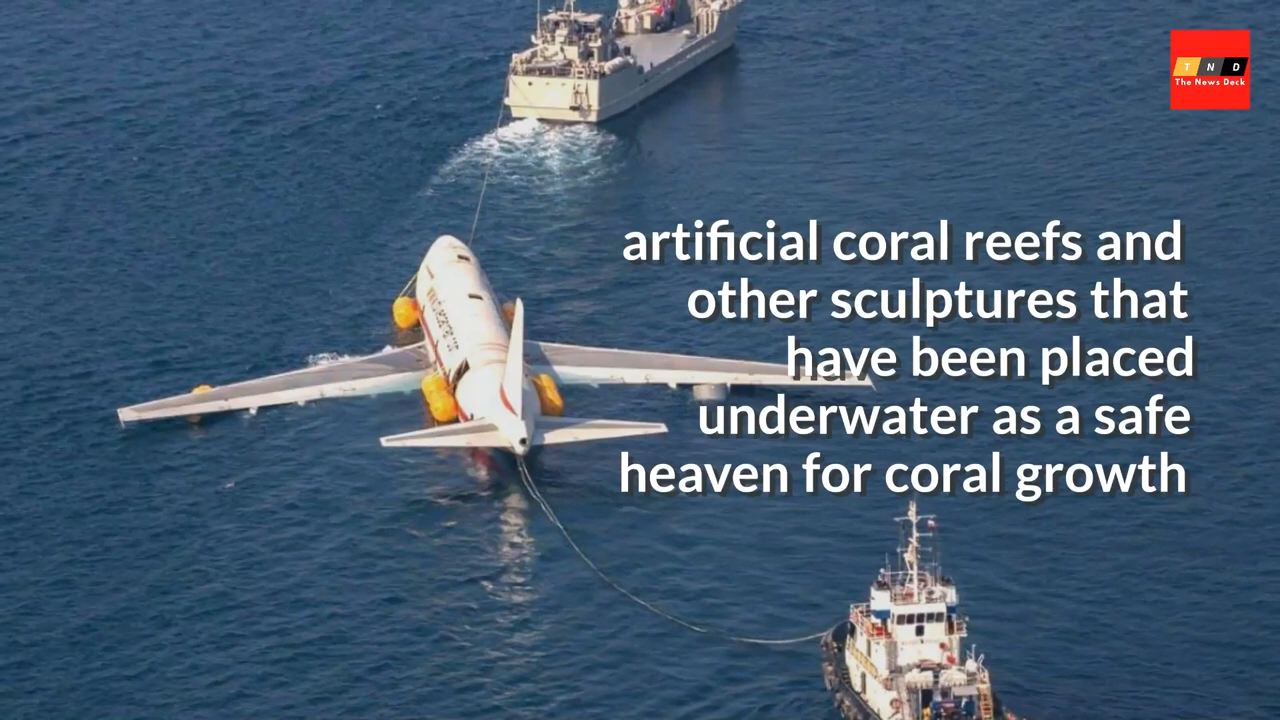 T N D
The News Deck
artificial coral reefs and
other sculptures that
have been placed
underwater as a safe
heaven for coral growth